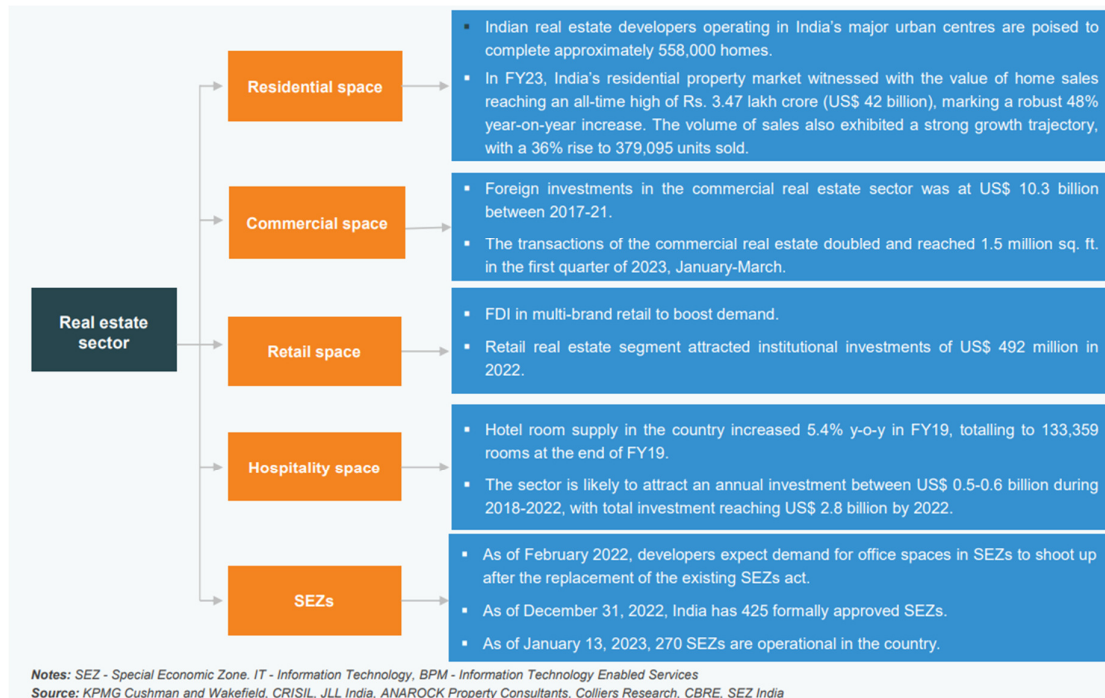 Real estate
sector
Residential space
Indian real estate developers operating in India's major urban centres are poised to
complete approximately 558,000 homes.
In FY23, India's residential property market witnessed with the value of home sales
reaching an all-time high of Rs. 3.47 lakh crore (US$ 42 billion), marking a robust 48%
year-on-year increase. The volume of sales also exhibited a strong growth trajectory,
with a 36% rise to 379,095 units sold.
Commercial space
Foreign investments in the commercial real estate sector was at US$ 10.3 billion
between 2017-21.
The transactions of the commercial real estate doubled and reached 1.5 million sq. ft.
in the first quarter of 2023, January-March.
Retail space
FDI in multi-brand retail to boost demand.
Retail real estate segment attracted institutional investments of US$ 492 million in
2022.
Hospitality space
Hotel room supply in the country increased 5.4% y-o-y in FY19, totalling to 133,359
rooms at the end of FY19.
The sector is likely to attract an annual investment between US$ 0.5-0.6 billion during
2018-2022, with total investment reaching US$ 2.8 billion by 2022.
SEZs
As of February 2022, developers expect demand for office spaces in SEZs to shoot up
after the replacement of the existing SEZs act.
As of December 31, 2022, India has 425 formally approved SEZs.
As of January 13, 2023, 270 SEZs are operational in the country.
Notes: SEZ - Special Economic Zone. IT - Information Technology, BPM - Information Technology Enabled Services
Source: KPMG Cushman and Wakefield, CRISIL, JLL India, ANAROCK Property Consultants, Colliers Research, CBRE, SEZ India